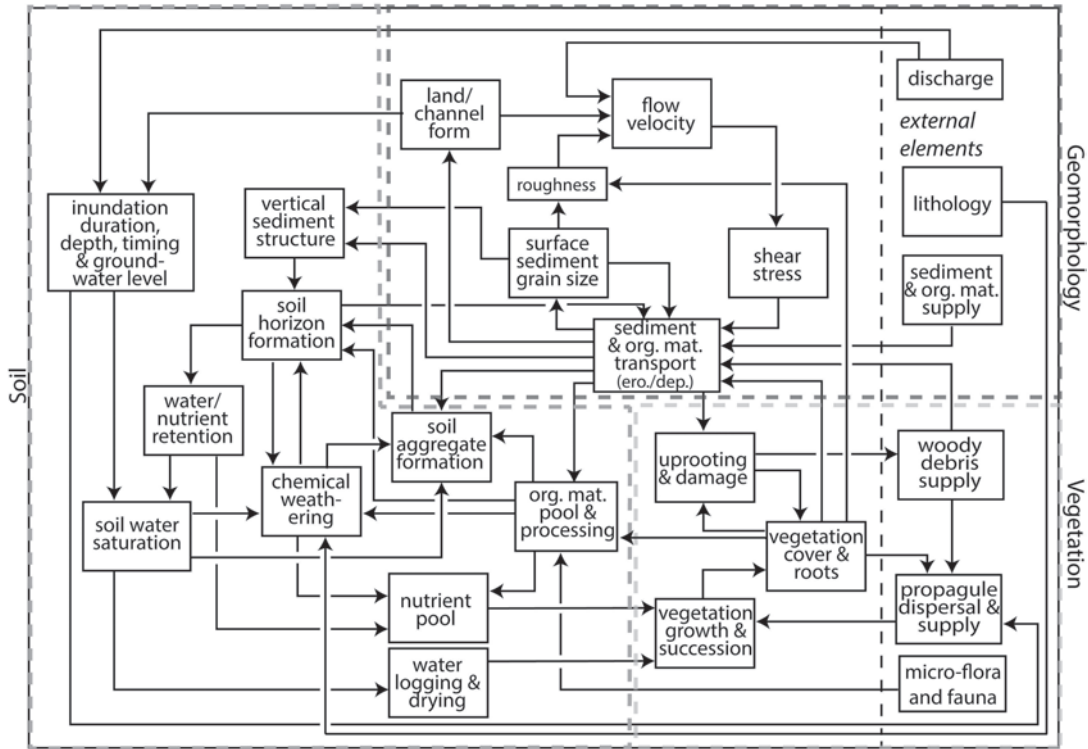 discharge
land/
channel
form
flow
velocity
external
elements
roughness
lithology
inundation
duration,
depth, timing
& ground-
water level
vertical
sediment
structure
surface
sediment
grain size
shear
stress
sediment
& org. mat.
supply
Geomorphology
soil
horizon
formation
sediment
& org. mat.
transport
(ero./dep.)
Soil
water/
nutrient
retention
soil
aggregate
formation
uprooting
& damage
woody
debris
supply
chemical
weath-
ering
org. mat.
pool &
processing
soil water
saturation
vegetation
cover &
roots
Vegetation
nutrient
pool
vegetation
growth &
succession
propagule
dispersal &
supply
water
logging &
drying
micro-flora
and fauna